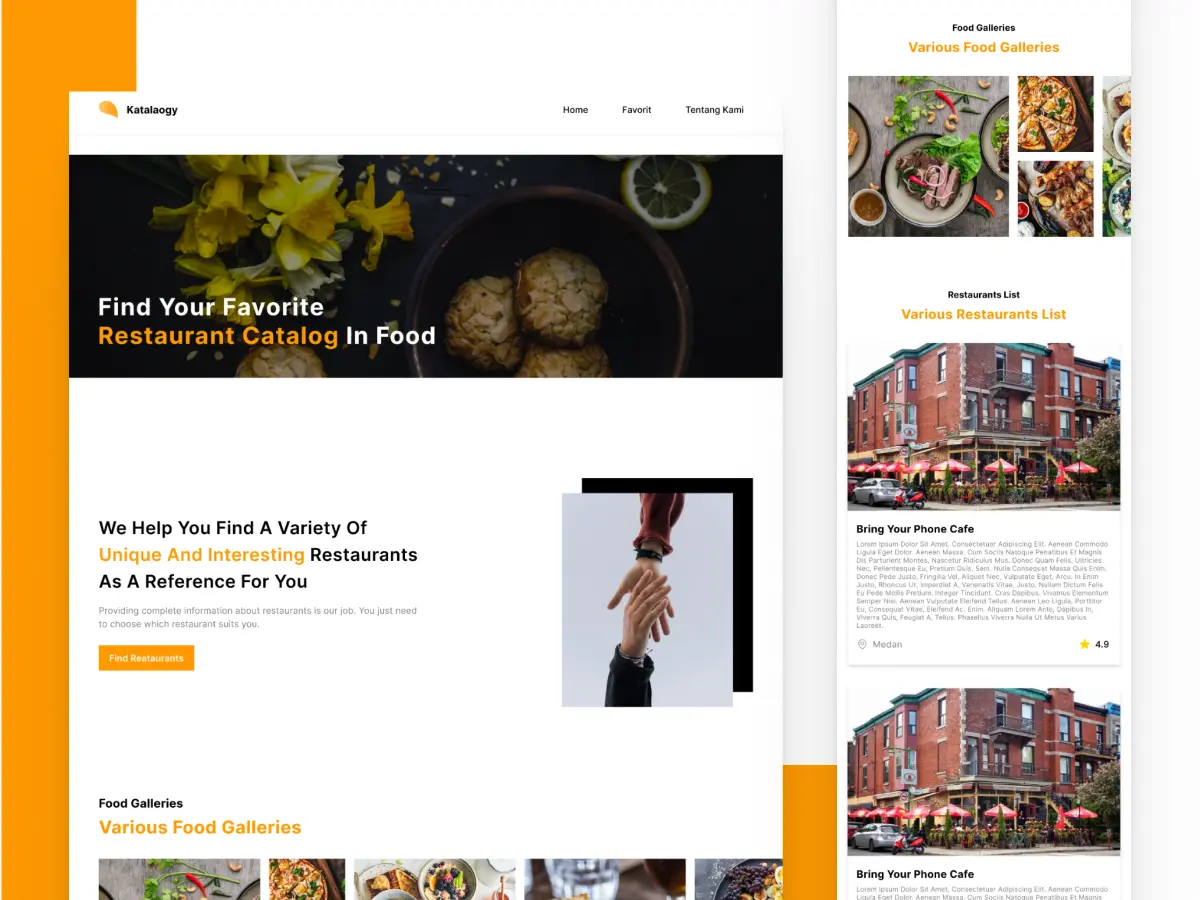 Katalaogy
Home
Favorit
Tentang Kami
Find Your Favorite
Restaurant Catalog In Food
We Help You Find A Variety Of
Unique And Interesting Restaurants
As A Reference For You
Providing complete information about restaurants is our job. You just need
to choose which restaurant suits you.
Find Reataurants
Food Galleries
Various Food Galleries
Food Galleries
Various Food Galleries
Restaurants List
Various Restaurants List
Bring Your Phone Cafe
Lorem Ipsum Dolor Sit Amet, Consectetuer Adipiscing Elit. Aenean Commodo
Ligula Eget Dolor. Aenean Massa. Cum Sociis Natoque Penatibus Et Magnis
Dis Parturient Montes, Nascetur Ridiculus Mus. Donec Quam Felis, Ultricies
Nec, Pellentesque Eu, Pretium Quis, Sem. Nulla Consequat Massa Quis Enim.
Donec Pede Justo, Fringilla Vel, Aliquet Nec, Vulputate Eget, Arcu. In Enim
Justo, Rhoncus Ut, Imperdiet A, Venenatis Vitae, Justo. Nullam Dictum Felis
Eu Pede Mollis Pretium. Integer Tincidunt. Cras Dapibus. Vivamus Elementum
Semper Nisi. Aenean Vulputate Eleifend Tellus. Aenean Leo Ligula, Porttitor
Eu, Consequat Vitae, Eleifend Ac, Enim. Aliquam Lorem Ante, Dapibus In,
Viverra Quis, Feugiat A, Tellus. Phasellus Viverra Nulla Ut Metus Varius
Laoreet.
Medan
4.9
Bring Your Phone Cafe
Lorem Ipsum Dolor Sit Amet, Consectetuer Adipiscing Elit. Aenean Commodo
Ligula Eget Dolor. Aenean Massa. Cum Sociis Natoque Penatibus Et Magnis